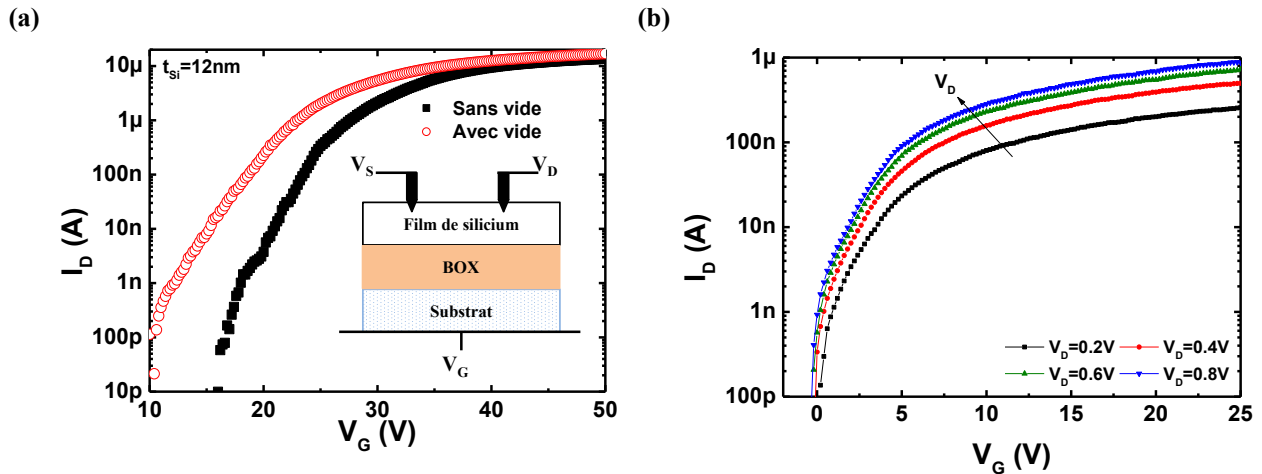 (a)
(b)
t_Si=12nm
Sans vide
Avec vide
V_S
V_D
Film de silicium
BOX
Substrat
V_G
10µ
1µ
100n
10n
1n
100p
10p
I_D (A)
10 20 30 40 50
V_G (V)
1µ
100n
10n
1n
100p
I_D (A)
V_D
V_D=0.2V V_D=0.4V
V_D=0.6V V_D=0.8V
0 5 10 15 20 25
V_G (V)